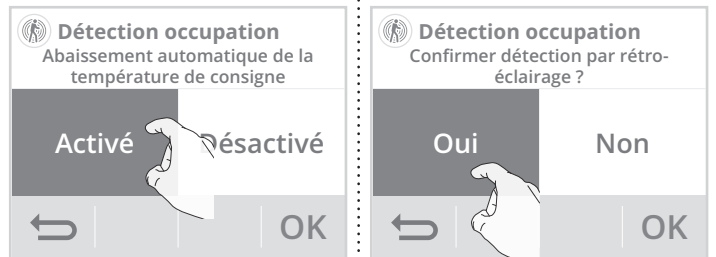 Détection occupation
Abaissement automatique de la
température de consigne
Activé Désactivé
OK
Détection occupation
Confirmer détection par rétro-
éclairage ?
Oui Non
OK